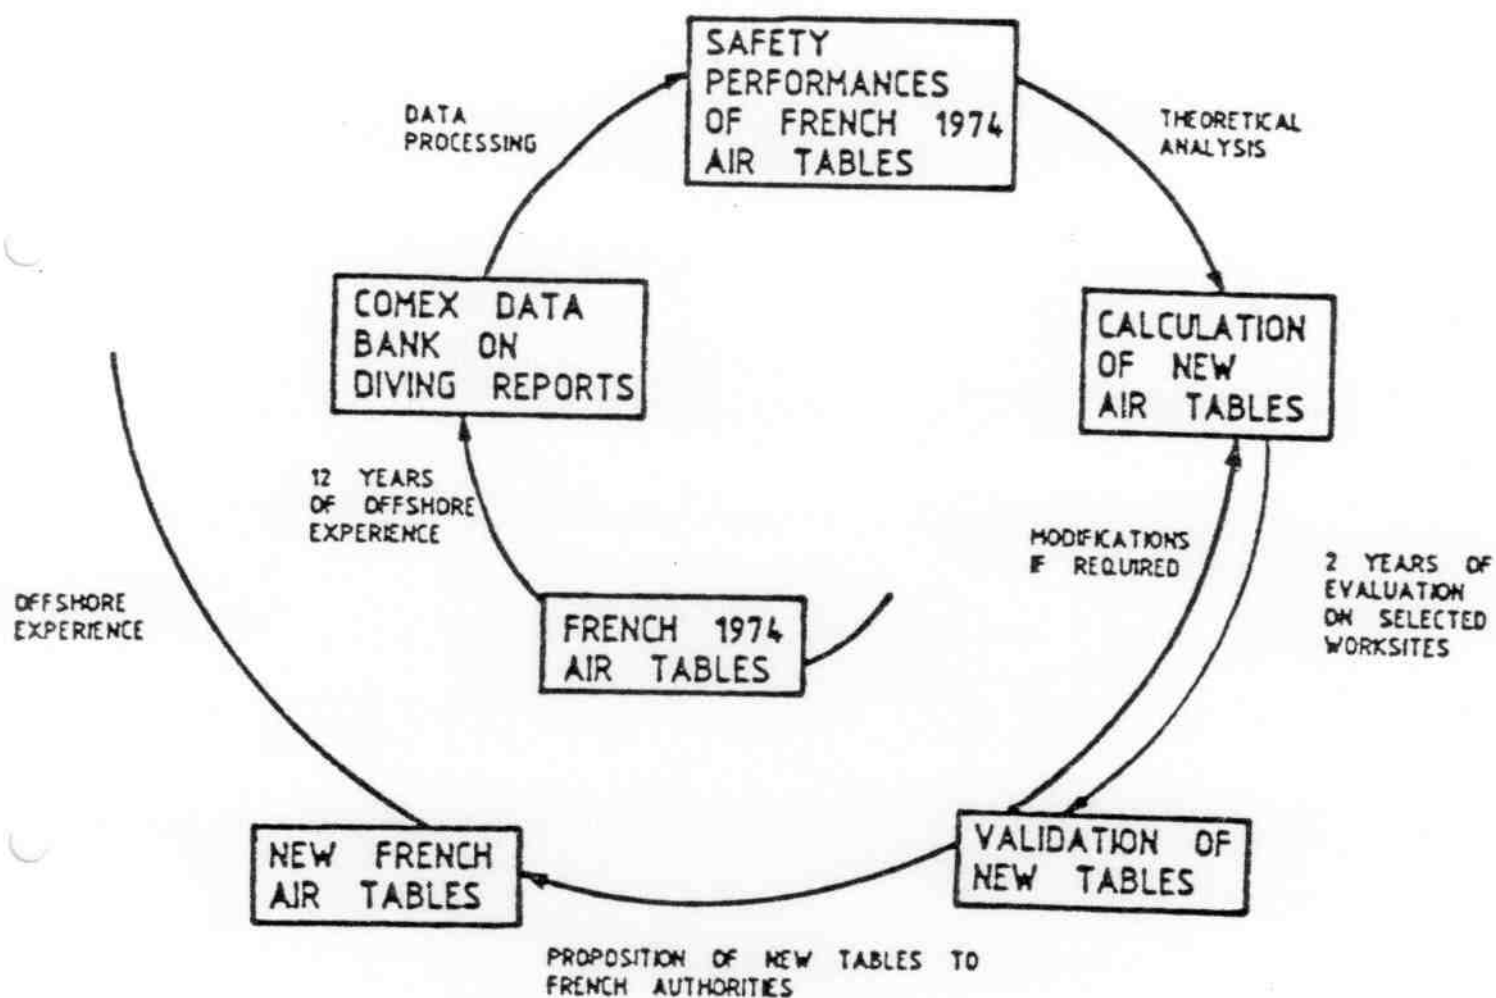 SAFETY
PERFORMANCES
OF FRENCH 1974
AIR TABLES
DATA
PROCESSING
THEORETICAL
ANALYSIS
COMEX DATA
BANK ON
DIVING REPORTS
CALCULATION
OF NEW
AIR TABLES
12 YEARS
OF OFFSHORE
EXPERIENCE
MODIFICATIONS
IF REQUIRED
2 YEARS OF
EVALUATION
ON SELECTED
WORKSITES
OFFSHORE
EXPERIENCE
FRENCH 1974
AIR TABLES
NEW FRENCH
AIR TABLES
VALIDATION OF
NEW TABLES
PROPOSITION OF NEW TABLES TO
FRENCH AUTHORITIES